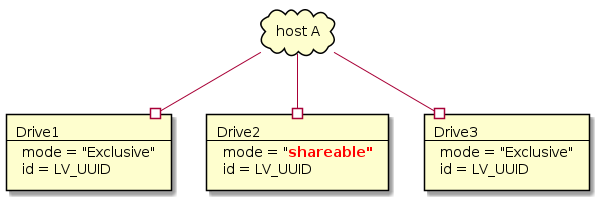 host A
Drive1
mode = "Exclusive"
id = LV_UUID
Drive2
mode = "shareable"
id = LV_UUID
Drive3
mode = "Exclusive"
id = LV_UUID